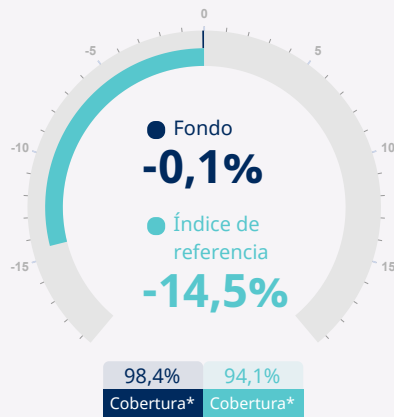 0
-5
5
-10
10
-15
15
Fondo
-0,1%
Índice de
referencia
-14,5%
98,4% 94,1%
Cobertura* Cobertura*